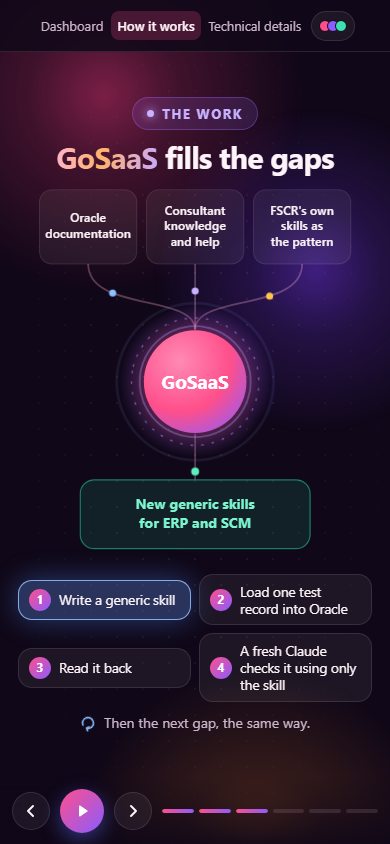 Dashboard
How it works
Technical details
THE WORK
GoSaaS fills the gaps
Oracle
documentation
Consultant
knowledge
and help
FSCR's own
skills as
the pattern
GoSaaS
New generic skills
for ERP and SCM
1 Write a generic skill
2 Load one test
record into Oracle
3 Read it back
4 A fresh Claude
checks it using only
the skill
Then the next gap, the same way.